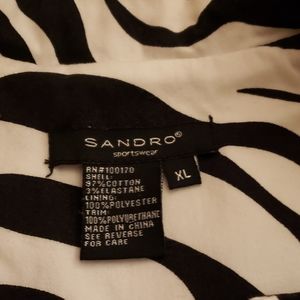 SANDRO®
sportswear
XL
RN#100170
SHELL:
97%COTTON
3%ELASTANE
LINING:
100%POLYESTER
TRIM:
100%POLYURETHANE
MADE IN CHINA
SEE REVERSE
FOR CARE